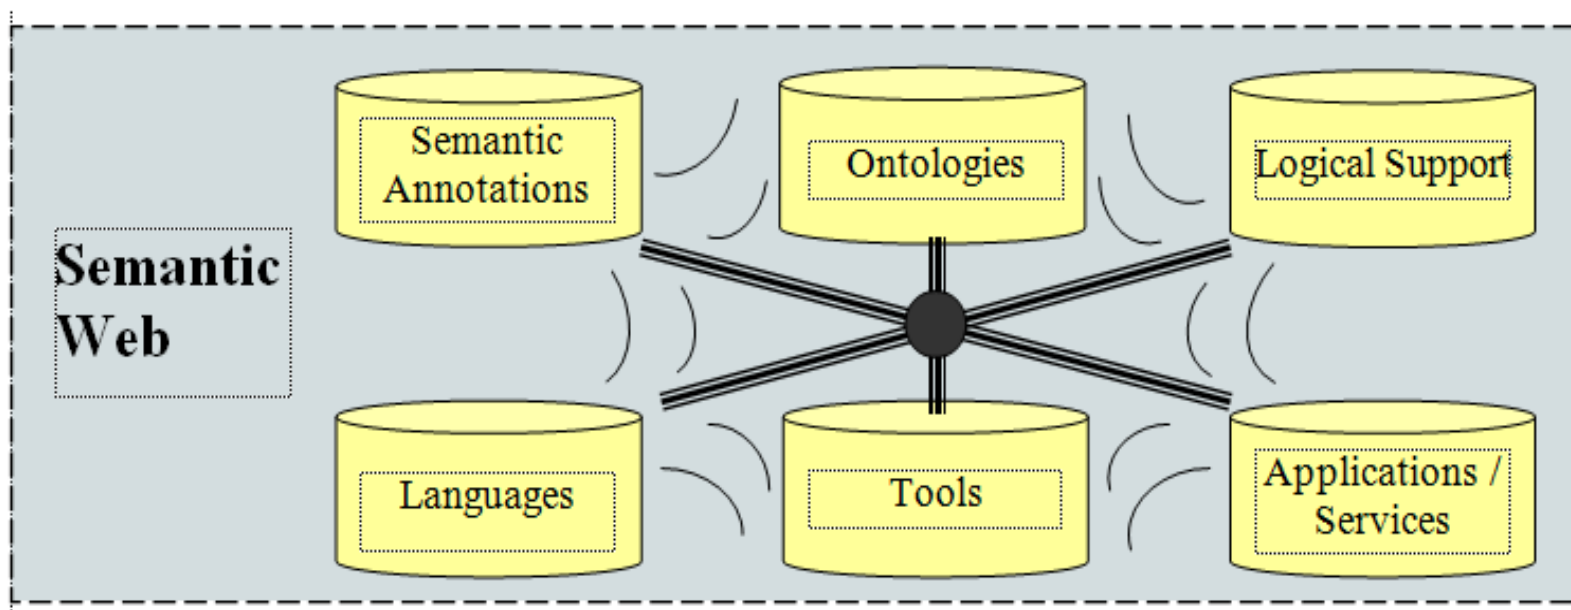 Semantic
Web
Semantic
Annotations
Ontologies
Logical Support
Languages
Tools
Applications /
Services